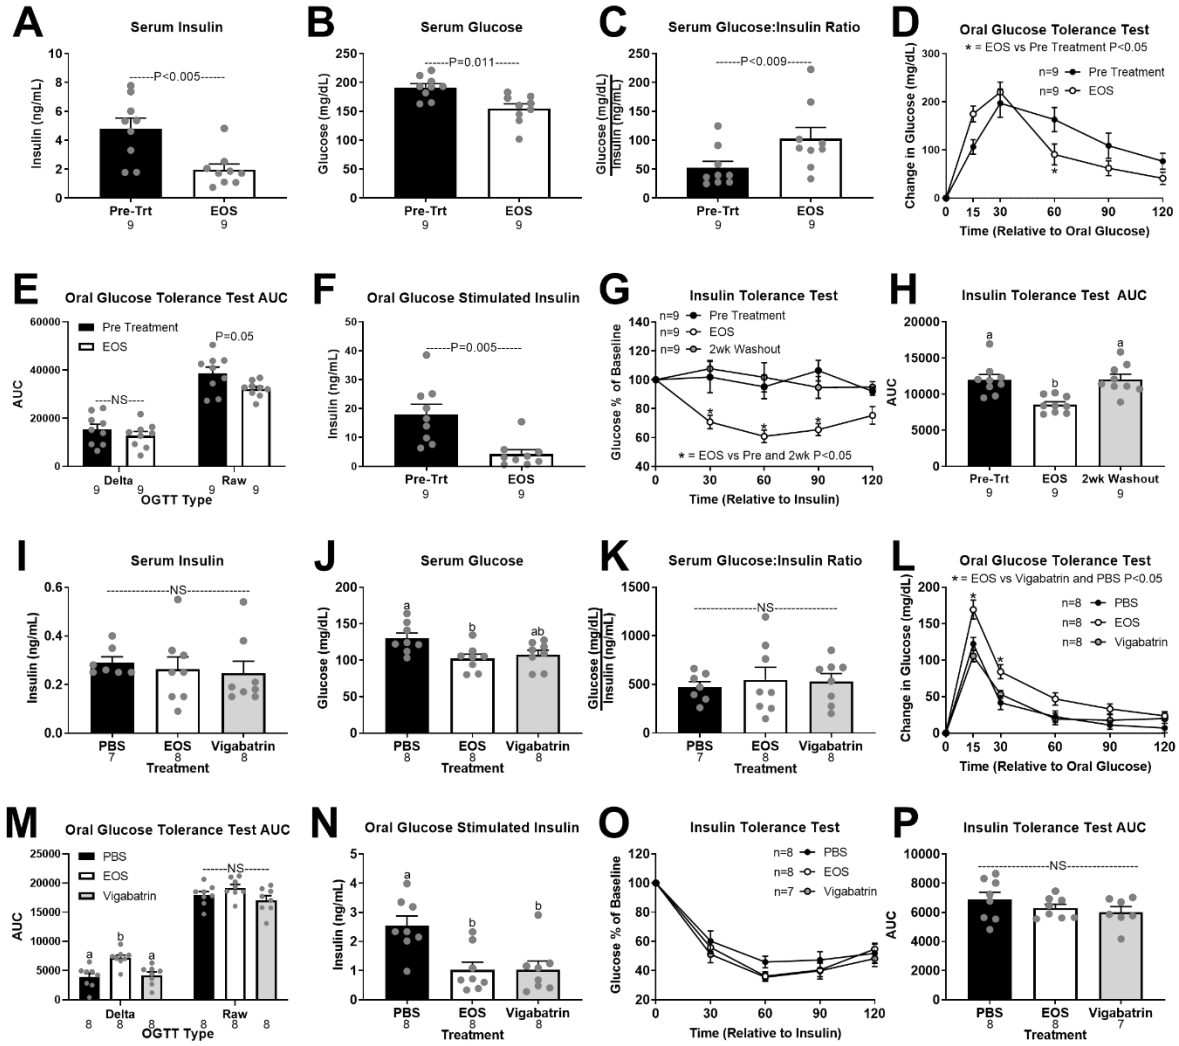 A
Serum Insulin
Insulin (ng/mL)
10
8
6
4
2
0
------P<0.005------
Pre-Trt
EOS
9
9
B
Serum Glucose
Glucose (mg/dL)
250
200
150
100
50
0
-----P=0.011-----
Pre-Trt
EOS
9
9
C
Serum Glucose:Insulin Ratio
Glucose (mg/dL)
Insulin (ng/mL)
250
200
150
100
50
0
-----P<0.009-----
Pre-Trt
EOS
9
9
D
Oral Glucose Tolerance Test
* = EOS vs Pre Treatment P<0.05
n=9 Pre Treatment
n=9 EOS
Change in Glucose (mg/dL)
300
200
100
0
*
0 15 30 60 90 120
Time (Relative to Oral Glucose)
E
Oral Glucose Tolerance Test AUC
AUC
60000
40000
20000
0
Pre Treatment
EOS
P=0.05
----NS----
Delta
Raw
9 9 9 9
OGTT Type
F
Oral Glucose Stimulated Insulin
Insulin (ng/mL)
50
40
30
20
10
0
-----P=0.005-----
Pre-Trt
EOS
9
9
G
Insulin Tolerance Test
n=9 Pre Treatment
n=9 EOS
n=9 2wk Washout
Glucose % of Baseline
140
120
100
80
60
40
* * *
* = EOS vs Pre and 2wk P<0.05
0 30 60 90 120
Time (Relative to Insulin)
H
Insulin Tolerance Test AUC
AUC
20000
15000
10000
5000
0
a b a
Pre-Trt
EOS
2wk Washout
9
9
9
I
Serum Insulin
Insulin (ng/mL)
0.6
0.4
0.2
0.0
------------NS------------
PBS
EOS
Vigabatrin
7
8
8
Treatment
J
Serum Glucose
Glucose (mg/dL)
200
150
100
50
0
a b ab
PBS
EOS
Vigabatrin
8
8
8
Treatment
K
Serum Glucose:Insulin Ratio
Glucose (mg/dL)
Insulin (ng/mL)
1500
1000
500
0
------------NS------------
PBS
EOS
Vigabatrin
7
8
8
Treatment
L
Oral Glucose Tolerance Test
* = EOS vs Vigabatrin and PBS P<0.05
n=8 PBS
n=8 EOS
n=8 Vigabatrin
Change in Glucose (mg/dL)
200
150
100
50
0
*
*
0 15 30 60 90 120
Time (Relative to Oral Glucose)
M
Oral Glucose Tolerance Test AUC
AUC
25000
20000
15000
10000
5000
0
PBS
EOS
Vigabatrin
------NS------
a b a
Delta
Raw
8 8 8 8 8 8
OGTT Type
N
Oral Glucose Stimulated Insulin
Insulin (ng/mL)
5
4
3
2
1
0
a b b
PBS
EOS
Vigabatrin
8
8
8
Treatment
O
Insulin Tolerance Test
n=8 PBS
n=8 EOS
n=7 Vigabatrin
Glucose % of Baseline
120
100
80
60
40
20
0 30 60 90 120
Time (Relative to Insulin)
P
Insulin Tolerance Test AUC
AUC
10000
8000
6000
4000
2000
0
------------NS------------
PBS
EOS
Vigabatrin
8
8
7
Treatment